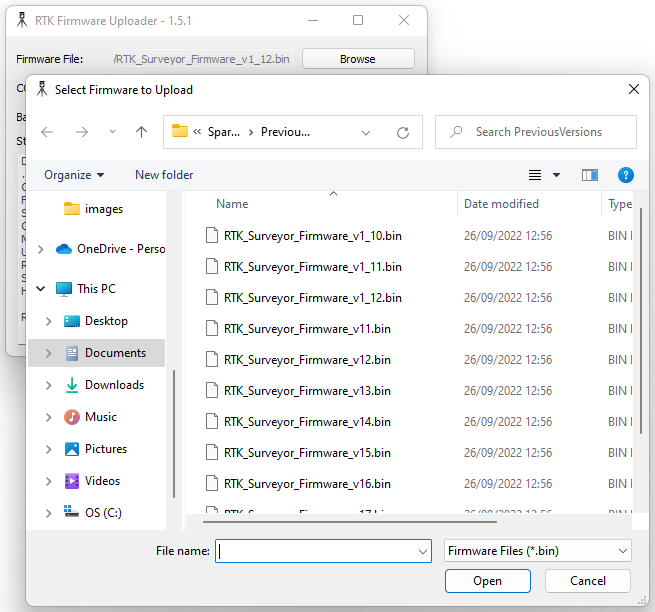 RTK Firmware Uploader - 1.5.1
Firmware File: /RTK_Surveyor_Firmware_v1_12.bin Browse
Select Firmware to Upload
« Spar... › Previou... Search PreviousVersions
Organize New folder
Name Date modified Type
images
OneDrive - Perso
This PC
Desktop
Documents
Downloads
Music
Pictures
Videos
OS (C:)
RTK_Surveyor_Firmware_v1_10.bin 26/09/2022 12:56 BIN
RTK_Surveyor_Firmware_v1_11.bin 26/09/2022 12:56 BIN
RTK_Surveyor_Firmware_v1_12.bin 26/09/2022 12:56 BIN
RTK_Surveyor_Firmware_v11.bin 26/09/2022 12:56 BIN
RTK_Surveyor_Firmware_v12.bin 26/09/2022 12:56 BIN
RTK_Surveyor_Firmware_v13.bin 26/09/2022 12:56 BIN
RTK_Surveyor_Firmware_v14.bin 26/09/2022 12:56 BIN
RTK_Surveyor_Firmware_v15.bin 26/09/2022 12:56 BIN
RTK_Surveyor_Firmware_v16.bin 26/09/2022 12:56 BIN
File name: Firmware Files (*.bin)
Open Cancel